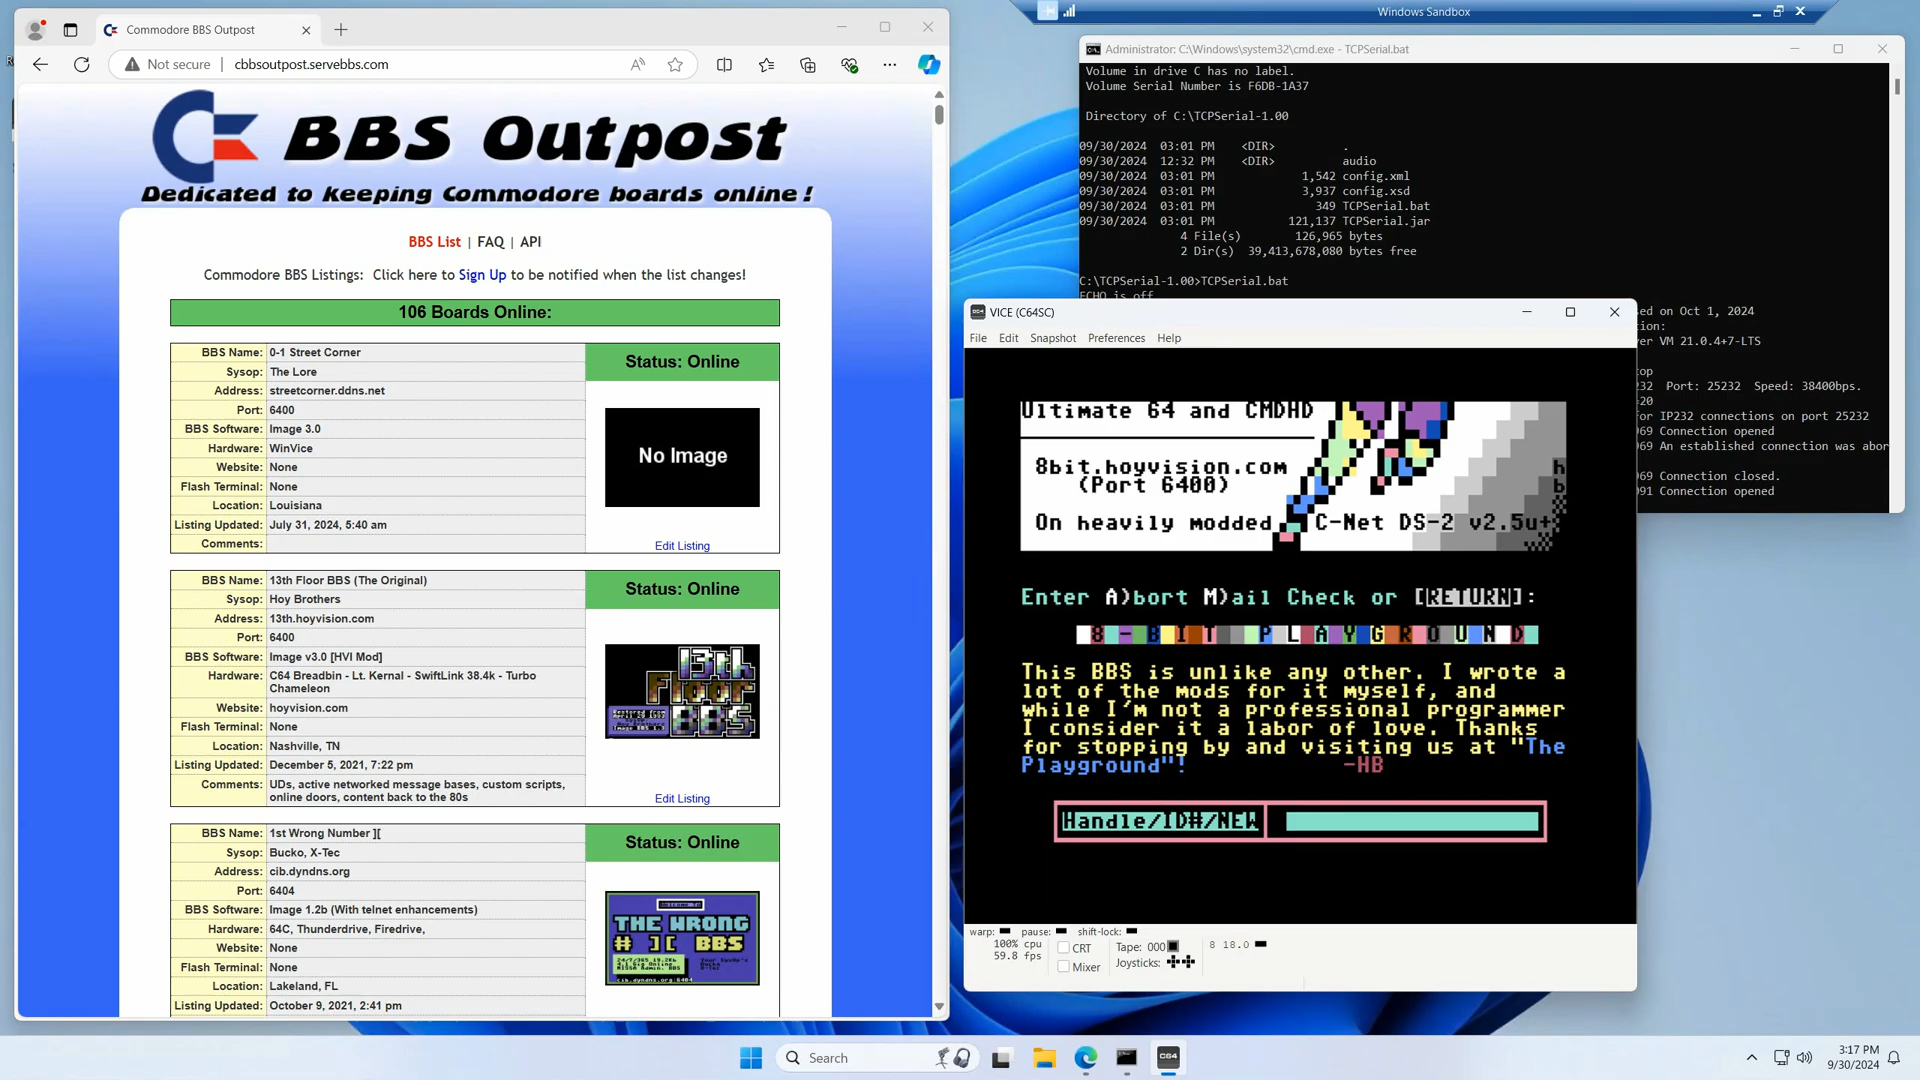 Commodore BBS Outpost
Not secure
cbbsoutpost.servebbs.com
BBS Outpost
Dedicated to keeping Commodore boards online!
BBS List | FAQ | API
Commodore BBS Listings: Click here to Sign Up to be notified when the list changes!
106 Boards Online:
BBS Name: 0-1 Street Corner
Sysop: The Lore
Address: streetcorner.ddns.net
Port: 6400
BBS Software: Image 3.0
Hardware: WinVice
Website: None
Flash Terminal: None
Location: Louisiana
Listing Updated: July 31, 2024, 5:40 am
Comments:
Status: Online
No Image
Edit Listing
BBS Name: 13th Floor BBS (The Original)
Sysop: Hoy Brothers
Address: 13th.hoyvision.com
Port: 6400
BBS Software: Image v3.0 [HVI Mod]
Hardware: C64 Breadbin - Lt. Kernal - SwiftLink 38.4k - Turbo
Chameleon
Website: hoyvision.com
Flash Terminal: None
Location: Nashville, TN
Listing Updated: December 5, 2021, 7:22 pm
Comments: UDs, active networked message bases, custom scripts,
online doors, content back to the 80s
Status: Online
13th
Floor
BBS
Edit Listing
BBS Name: 1st Wrong Number ][
Sysop: Bucko, X-Tec
Address: cib.dyndns.org
Port: 6404
BBS Software: Image 1.2b (With telnet enhancements)
Hardware: 64C, Thunderdrive, Firedrive,
Website: None
Flash Terminal: None
Location: Lakeland, FL
Listing Updated: October 9, 2021, 2:41 pm
Status: Online
THE WRONG
# ][ BBS
cib.dyndns.org 6404
Windows Sandbox
Administrator: C:\Windows\system32\cmd.exe - TCPSerial.bat
Volume in drive C has no label.
Volume Serial Number is F6DB-1A37
Directory of C:\TCPSerial-1.00
09/30/2024 03:01 PM <DIR> .
09/30/2024 12:32 PM <DIR> audio
09/30/2024 03:01 PM 1,542 config.xml
09/30/2024 03:01 PM 3,937 config.xsd
09/30/2024 03:01 PM 349 TCPSerial.bat
09/30/2024 03:01 PM 121,137 TCPSerial.jar
4 File(s) 126,965 bytes
2 Dir(s) 39,413,678,080 bytes free
C:\TCPSerial-1.00>TCPSerial.bat
ECHO is off.
ed on Oct 1, 2024
ion:
er VM 21.0.4+7-LTS
top
232 Port: 25232 Speed: 38400bps.
20
or IP232 connections on port 25232
069 Connection opened
069 An established connection was abor
069 Connection closed.
091 Connection opened
VICE (C64SC)
File Edit Snapshot Preferences Help
Ultimate 64 and CMDHD
8bit.hoyvision.com
(Port 6400)
On heavily modded C-Net DS-2 v2.5u+
h
b
Enter A)bort M)ail Check or [RETURN]:
8-BIT PLAYGROUND
This BBS is unlike any other. I wrote a
lot of the mods for it myself, and
while I'm not a professional programmer
I consider it a labor of love. Thanks
for stopping by and visiting us at "The
Playground"! -HB
Handle/ID#/NEW
warp: pause: shift-lock:
100% cpu
59.8 fps
CRT
Mixer
Tape: 000
Joysticks:
8 18.0
Search
C64
3:17 PM
9/30/2024